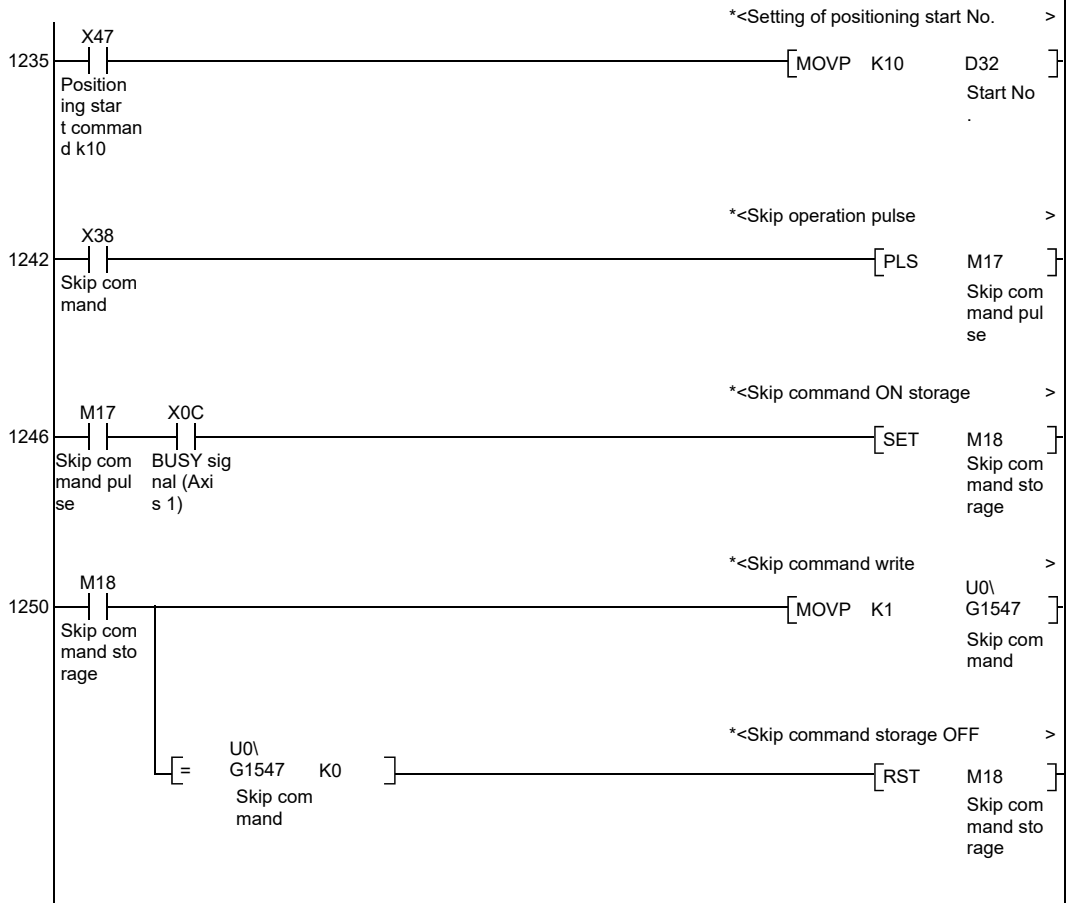 *<Setting of positioning start No. >
X47
1235 MOVP K10 D32
Position
ing star
t comman
d k10
Start No
.
*<Skip operation pulse >
X38
1242 PLS M17
Skip com
mand
Skip com
mand pul
se
*<Skip command ON storage >
M17 X0C
1246 SET M18
Skip com
mand pul
se
BUSY sig
nal (Axi
s 1)
Skip com
mand sto
rage
*<Skip command write >
M18
1250 MOVP K1 U0\
G1547
Skip com
mand sto
rage
Skip com
mand
*<Skip command storage OFF >
= U0\
G1547 K0
Skip com
mand
RST M18
Skip com
mand sto
rage